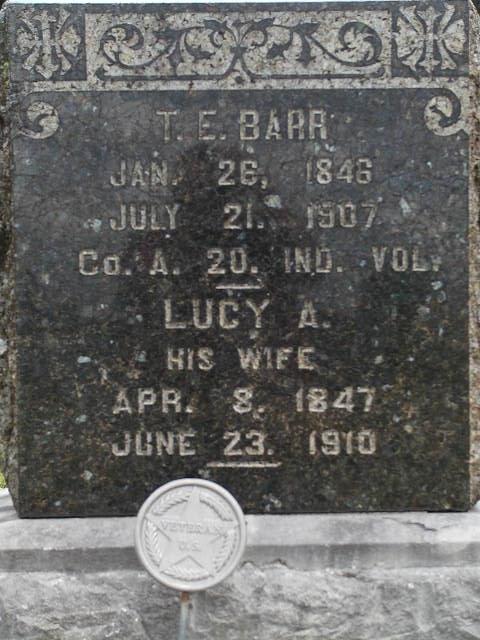 T. E. BARR
JAN. 26, 1846
JULY 21. 1907
Co. A. 20. IND. VOL.
LUCY A.
HIS WIFE
APR. 8. 1847
JUNE 23. 1910
VETERAN
U.S.